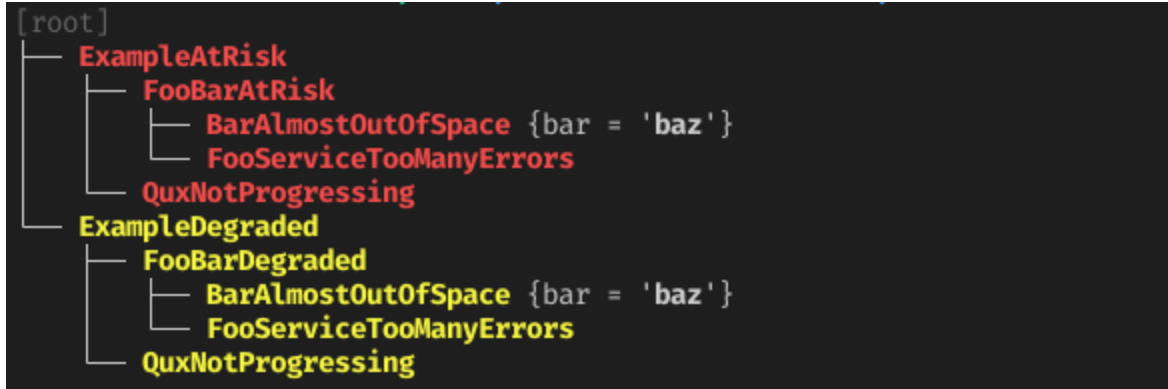 [root]
├── ExampleAtRisk
│   ├── FooBarAtRisk
│   │   ├── BarAlmostOutOfSpace {bar = 'baz'}
│   │   └── FooServiceTooManyErrors
│   └── QuxNotProgressing
└── ExampleDegraded
    ├── FooBarDegraded
    │   ├── BarAlmostOutOfSpace {bar = 'baz'}
    │   └── FooServiceTooManyErrors
    └── QuxNotProgressing